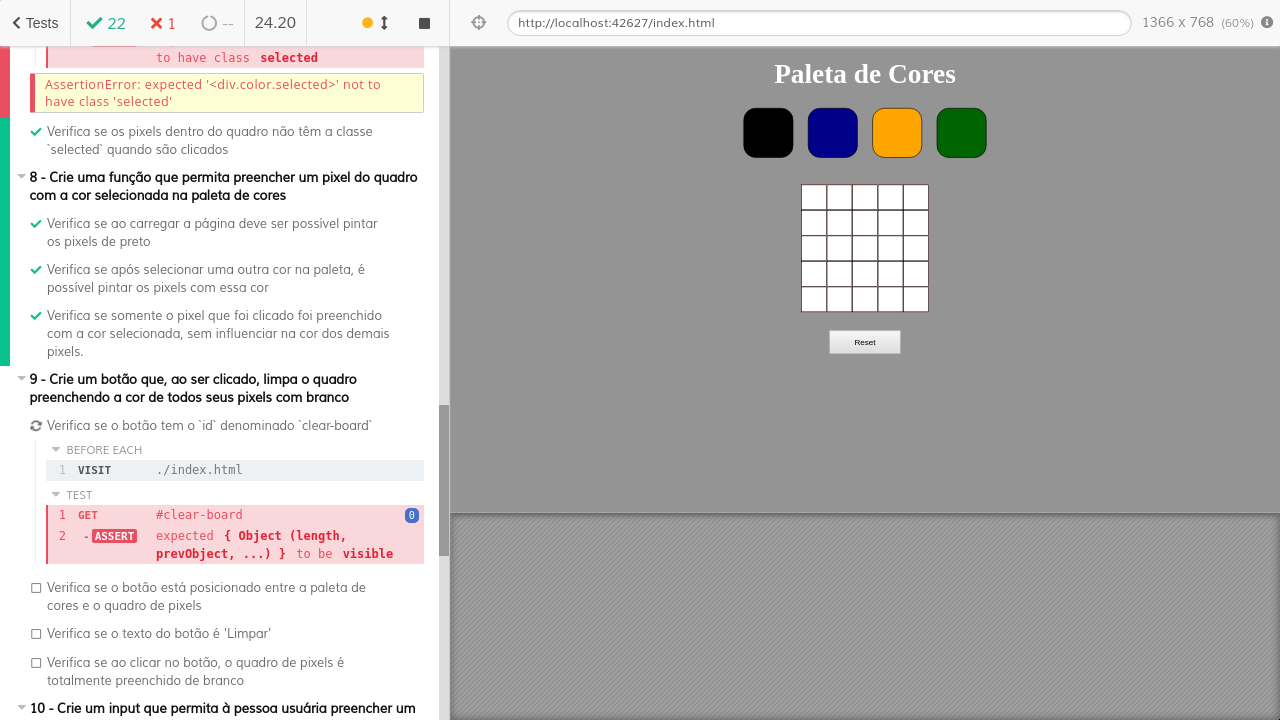 Tests
22
1
--
24.20
http://localhost:42627/index.html
1366 x 768 (60%)
to have class selected
AssertionError: expected '<div.color.selected>' not to
have class 'selected'
Verifica se os pixels dentro do quadro não têm a classe
`selected` quando são clicados
8 - Crie uma função que permita preencher um pixel do quadro
com a cor selecionada na paleta de cores
Verifica se ao carregar a página deve ser possível pintar
os pixels de preto
Verifica se após selecionar uma outra cor na paleta, é
possível pintar os pixels com essa cor
Verifica se somente o pixel que foi clicado foi preenchido
com a cor selecionada, sem influenciar na cor dos demais
pixels.
9 - Crie um botão que, ao ser clicado, limpa o quadro
preenchendo a cor de todos seus pixels com branco
Verifica se o botão tem o `id` denominado `clear-board`
BEFORE EACH
1 VISIT ./index.html
TEST
1 GET #clear-board 0
2 -ASSERT expected { Object (length,
prevObject, ...) } to be visible
Verifica se o botão está posicionado entre a paleta de
cores e o quadro de pixels
Verifica se o texto do botão é 'Limpar'
Verifica se ao clicar no botão, o quadro de pixels é
totalmente preenchido de branco
10 - Crie um input que permita à pessoa usuária preencher um
Paleta de Cores
Reset